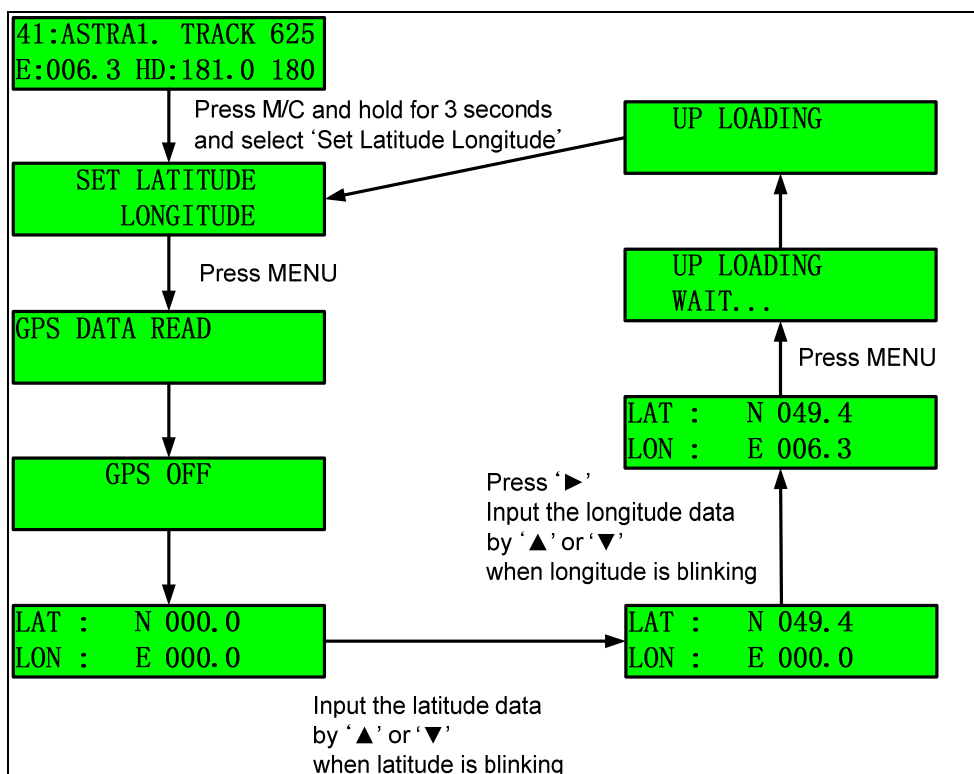 41:ASTRA1. TRACK 625
E:006.3 HD:181.0 180
Press M/C and hold for 3 seconds
and select ‘Set Latitude Longitude’
SET LATITUDE
LONGITUDE
Press MENU
GPS DATA READ
GPS OFF
LAT : N 000.0
LON : E 000.0
Input the latitude data
by ‘▲’ or ‘▼’
when latitude is blinking
LAT : N 049.4
LON : E 000.0
Press ‘►’
Input the longitude data
by ‘▲’ or ‘▼’
when longitude is blinking
LAT : N 049.4
LON : E 006.3
Press MENU
UP LOADING
WAIT...
UP LOADING